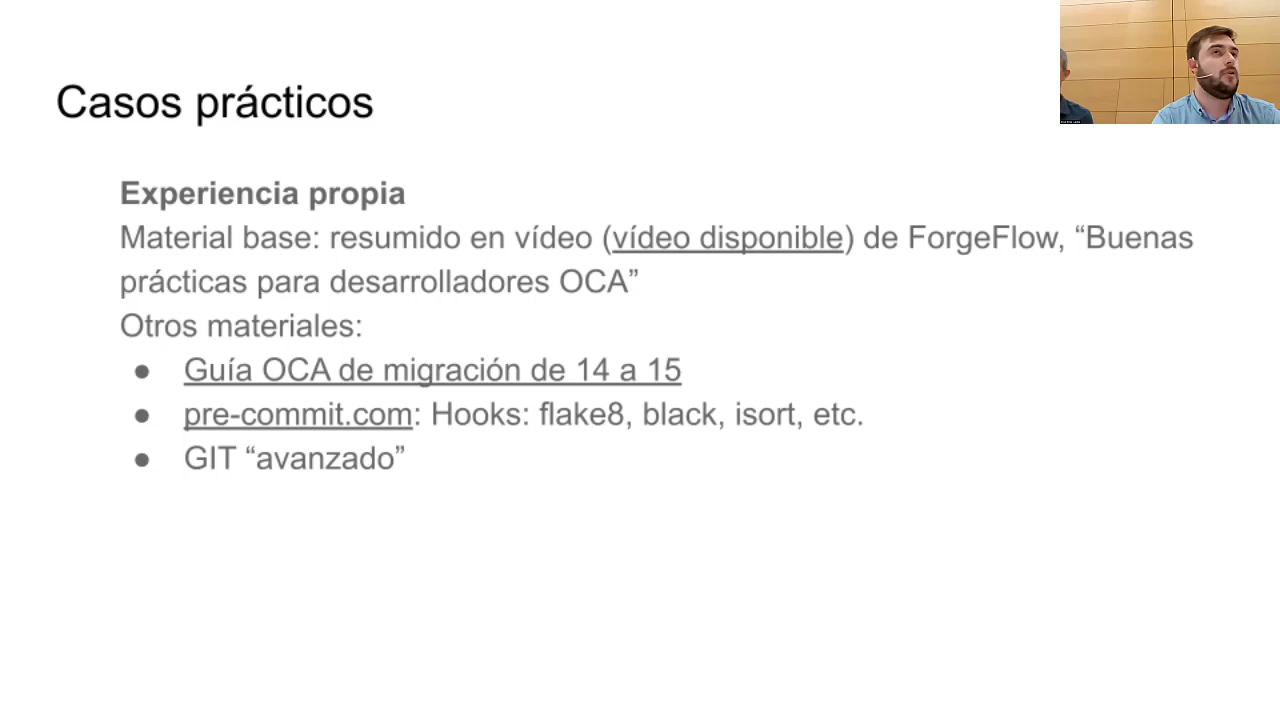 Casos prácticos
Experiencia propia
Material base: resumido en vídeo (vídeo disponible) de ForgeFlow, “Buenas
prácticas para desarrolladores OCA”
Otros materiales:
● Guía OCA de migración de 14 a 15
● pre-commit.com: Hooks: flake8, black, isort, etc.
● GIT “avanzado”